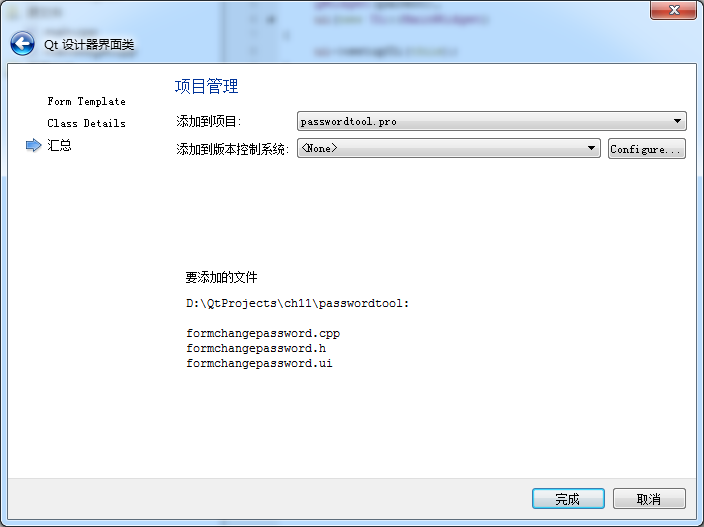 Qt 设计器界面类
Form Template
Class Details
汇总
项目管理
添加到项目:
passwordtool.pro
添加到版本控制系统:
<None>
Configure...
要添加的文件
D:\QtProjects\ch11\passwordtool:
formchangepassword.cpp
formchangepassword.h
formchangepassword.ui
完成
取消